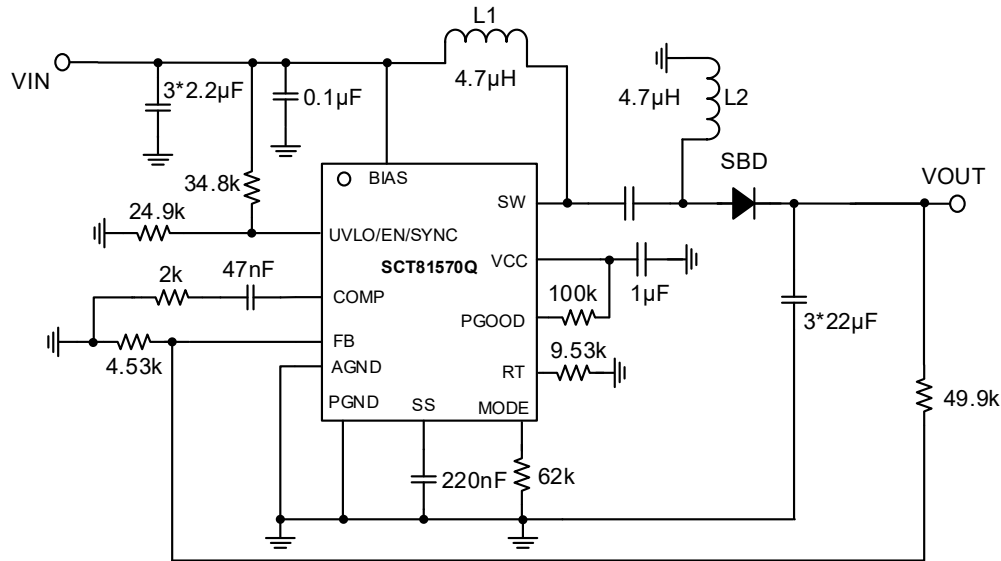 L1
VIN
4.7µH
3*2.2µF
0.1µF
4.7µH
L2
SBD
VOUT
34.8k
BIAS
SW
24.9k
UVLO/EN/SYNC
SCT81570Q
VCC
2k
47nF
COMP
1µF
100k
PGOOD
3*22µF
FB
4.53k
AGND
9.53k
RT
PGND
SS
MODE
49.9k
220nF
62k